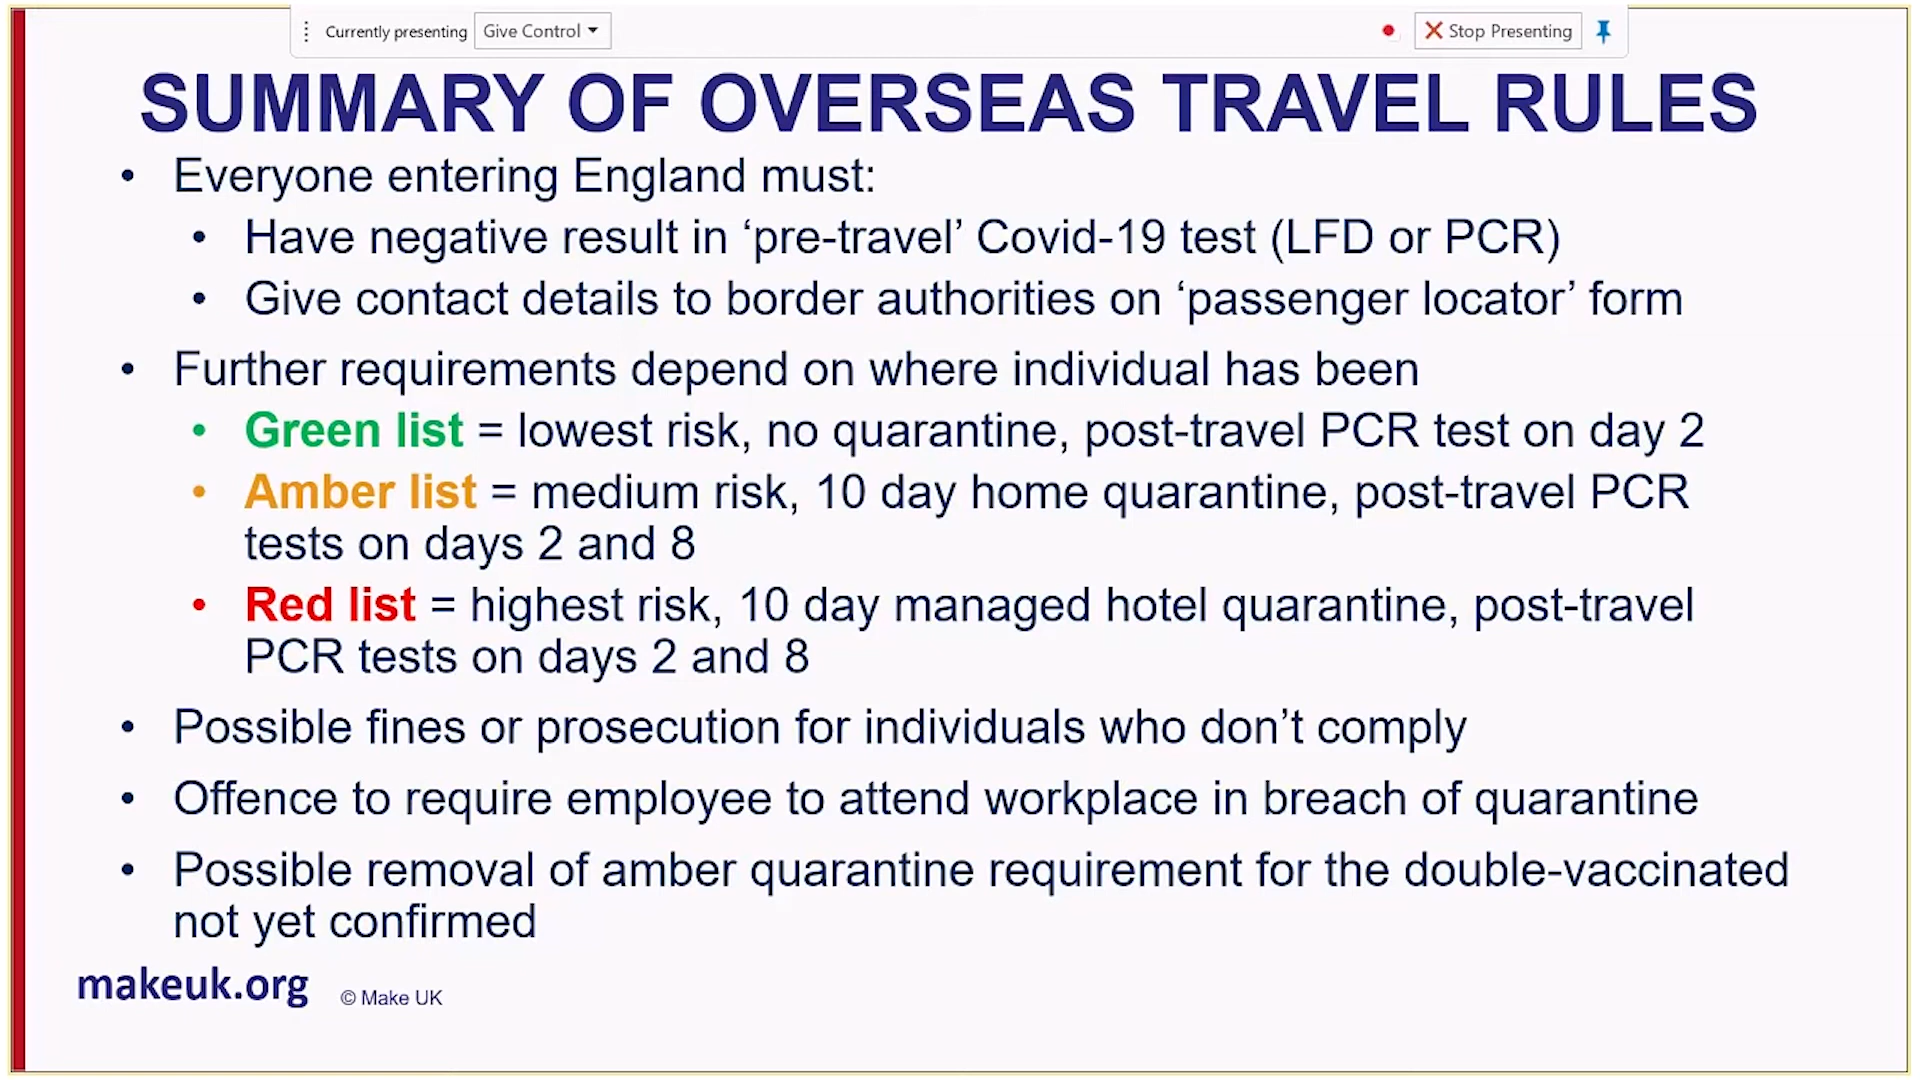 Currently presenting Give Control Stop Presenting
SUMMARY OF OVERSEAS TRAVEL RULES
• Everyone entering England must:
• Have negative result in ‘pre-travel’ Covid-19 test (LFD or PCR)
• Give contact details to border authorities on ‘passenger locator’ form
• Further requirements depend on where individual has been
• Green list = lowest risk, no quarantine, post-travel PCR test on day 2
• Amber list = medium risk, 10 day home quarantine, post-travel PCR
tests on days 2 and 8
• Red list = highest risk, 10 day managed hotel quarantine, post-travel
PCR tests on days 2 and 8
• Possible fines or prosecution for individuals who don’t comply
• Offence to require employee to attend workplace in breach of quarantine
• Possible removal of amber quarantine requirement for the double-vaccinated
not yet confirmed
makeuk.org © Make UK